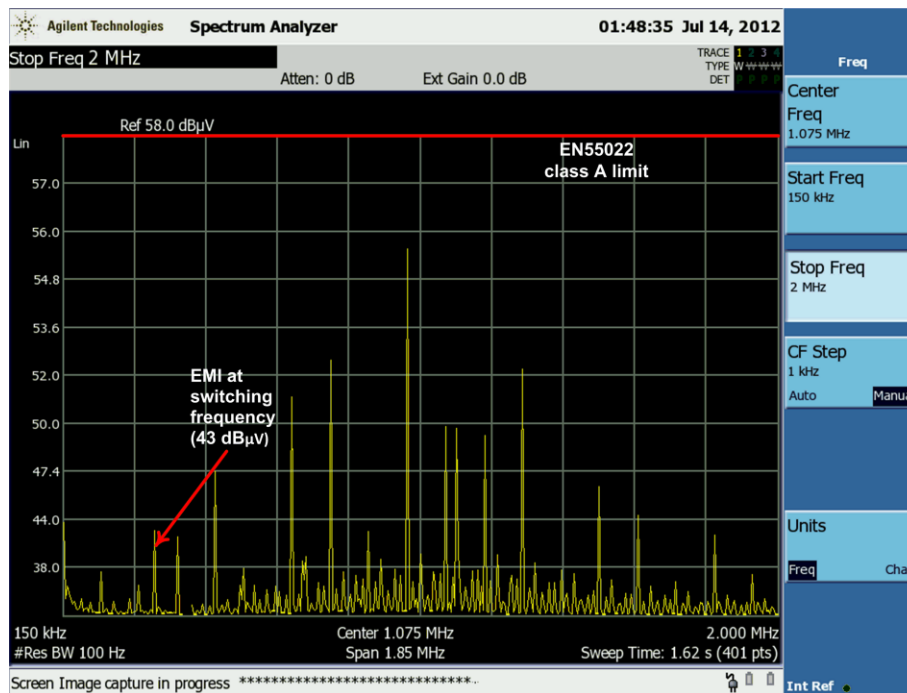 Agilent Technologies Spectrum Analyzer 01:48:35 Jul 14, 2012
Stop Freq 2 MHz
Atten: 0 dB Ext Gain 0.0 dB
TRACE 1 2 3 4
TYPE W W W W
DET P P P P
Ref 58.0 dBµV
Lin
EN55022
class A limit
57.0
56.0
54.8
53.6
52.0
50.0
47.4
44.0
38.0
EMI at
switching
frequency
(43 dBµV)
150 kHz Center 1.075 MHz 2.000 MHz
#Res BW 100 Hz Span 1.85 MHz Sweep Time: 1.62 s (401 pts)
Screen Image capture in progress ****************************..
Freq
Center
Freq
1.075 MHz
Start Freq
150 kHz
Stop Freq
2 MHz
CF Step
1 kHz
Auto Manua
Units
Freq Cha
Int Ref